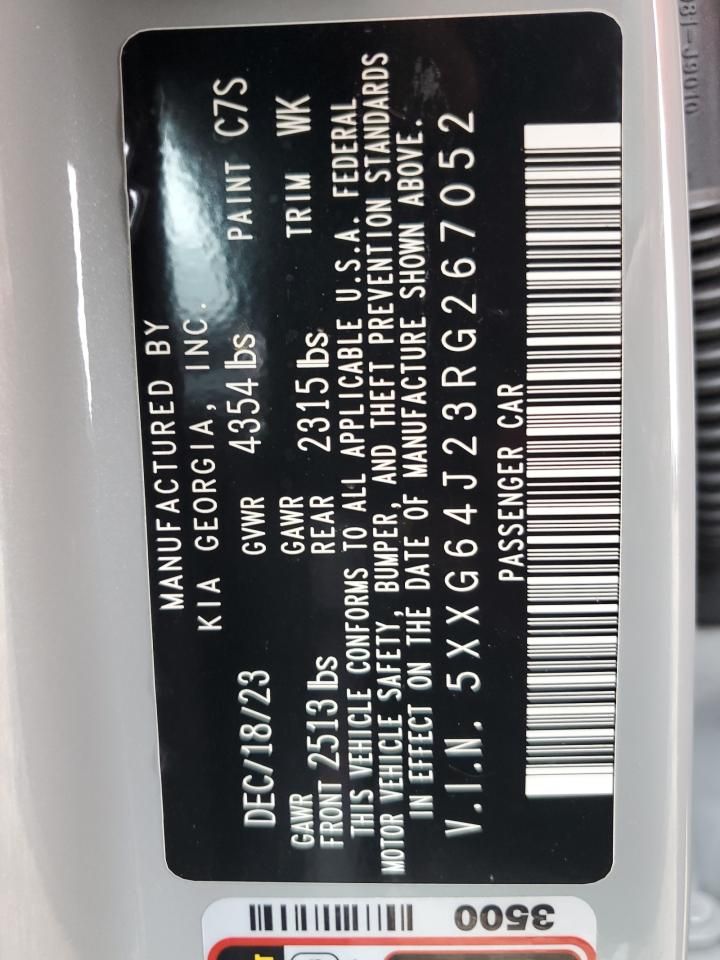 MANUFACTURED BY
KIA GEORGIA, INC.
DEC/18/23 GVWR 4354 lbs PAINT C7S
GAWR GAWR
FRONT 2513 lbs REAR 2315 lbs TRIM WK
THIS VEHICLE CONFORMS TO ALL APPLICABLE U.S.A. FEDERAL
MOTOR VEHICLE SAFETY, BUMPER, AND THEFT PREVENTION STANDARDS
IN EFFECT ON THE DATE OF MANUFACTURE SHOWN ABOVE.
V.I.N. 5XXG64J23RG267052
PASSENGER CAR
3500